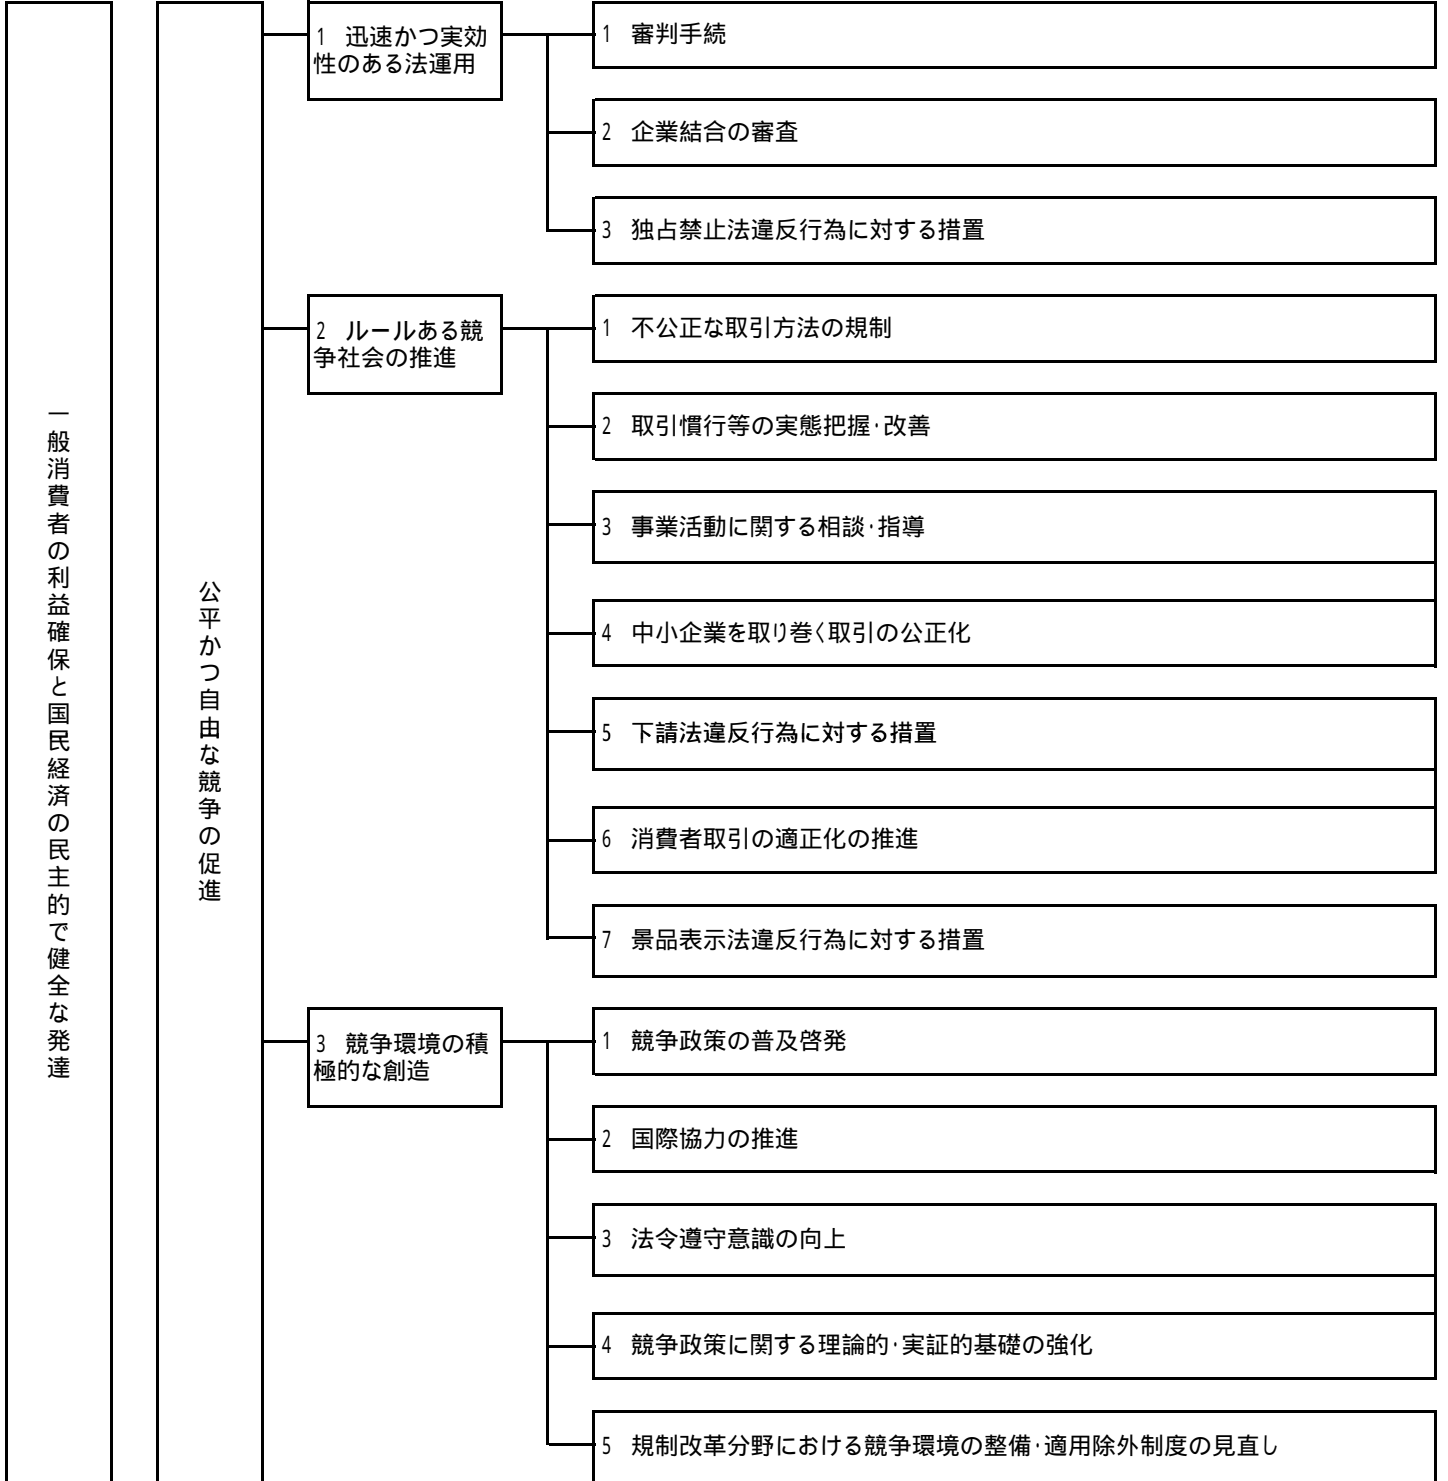 一般消費者の利益確保と国民経済の民主的で健全な発達
公平かつ自由な競争の促進
1 迅速かつ実効
性のある法運用
1 審判手続
2 企業結合の審査
3 独占禁止法違反行為に対する措置
2 ルールある競
争社会の推進
1 不公正な取引方法の規制
2 取引慣行等の実態把握・改善
3 事業活動に関する相談・指導
4 中小企業を取り巻く取引の公正化
5 下請法違反行為に対する措置
6 消費者取引の適正化の推進
7 景品表示法違反行為に対する措置
3 競争環境の積
極的な創造
1 競争政策の普及啓発
2 国際協力の推進
3 法令遵守意識の向上
4 競争政策に関する理論的・実証的基礎の強化
5 規制改革分野における競争環境の整備・適用除外制度の見直し